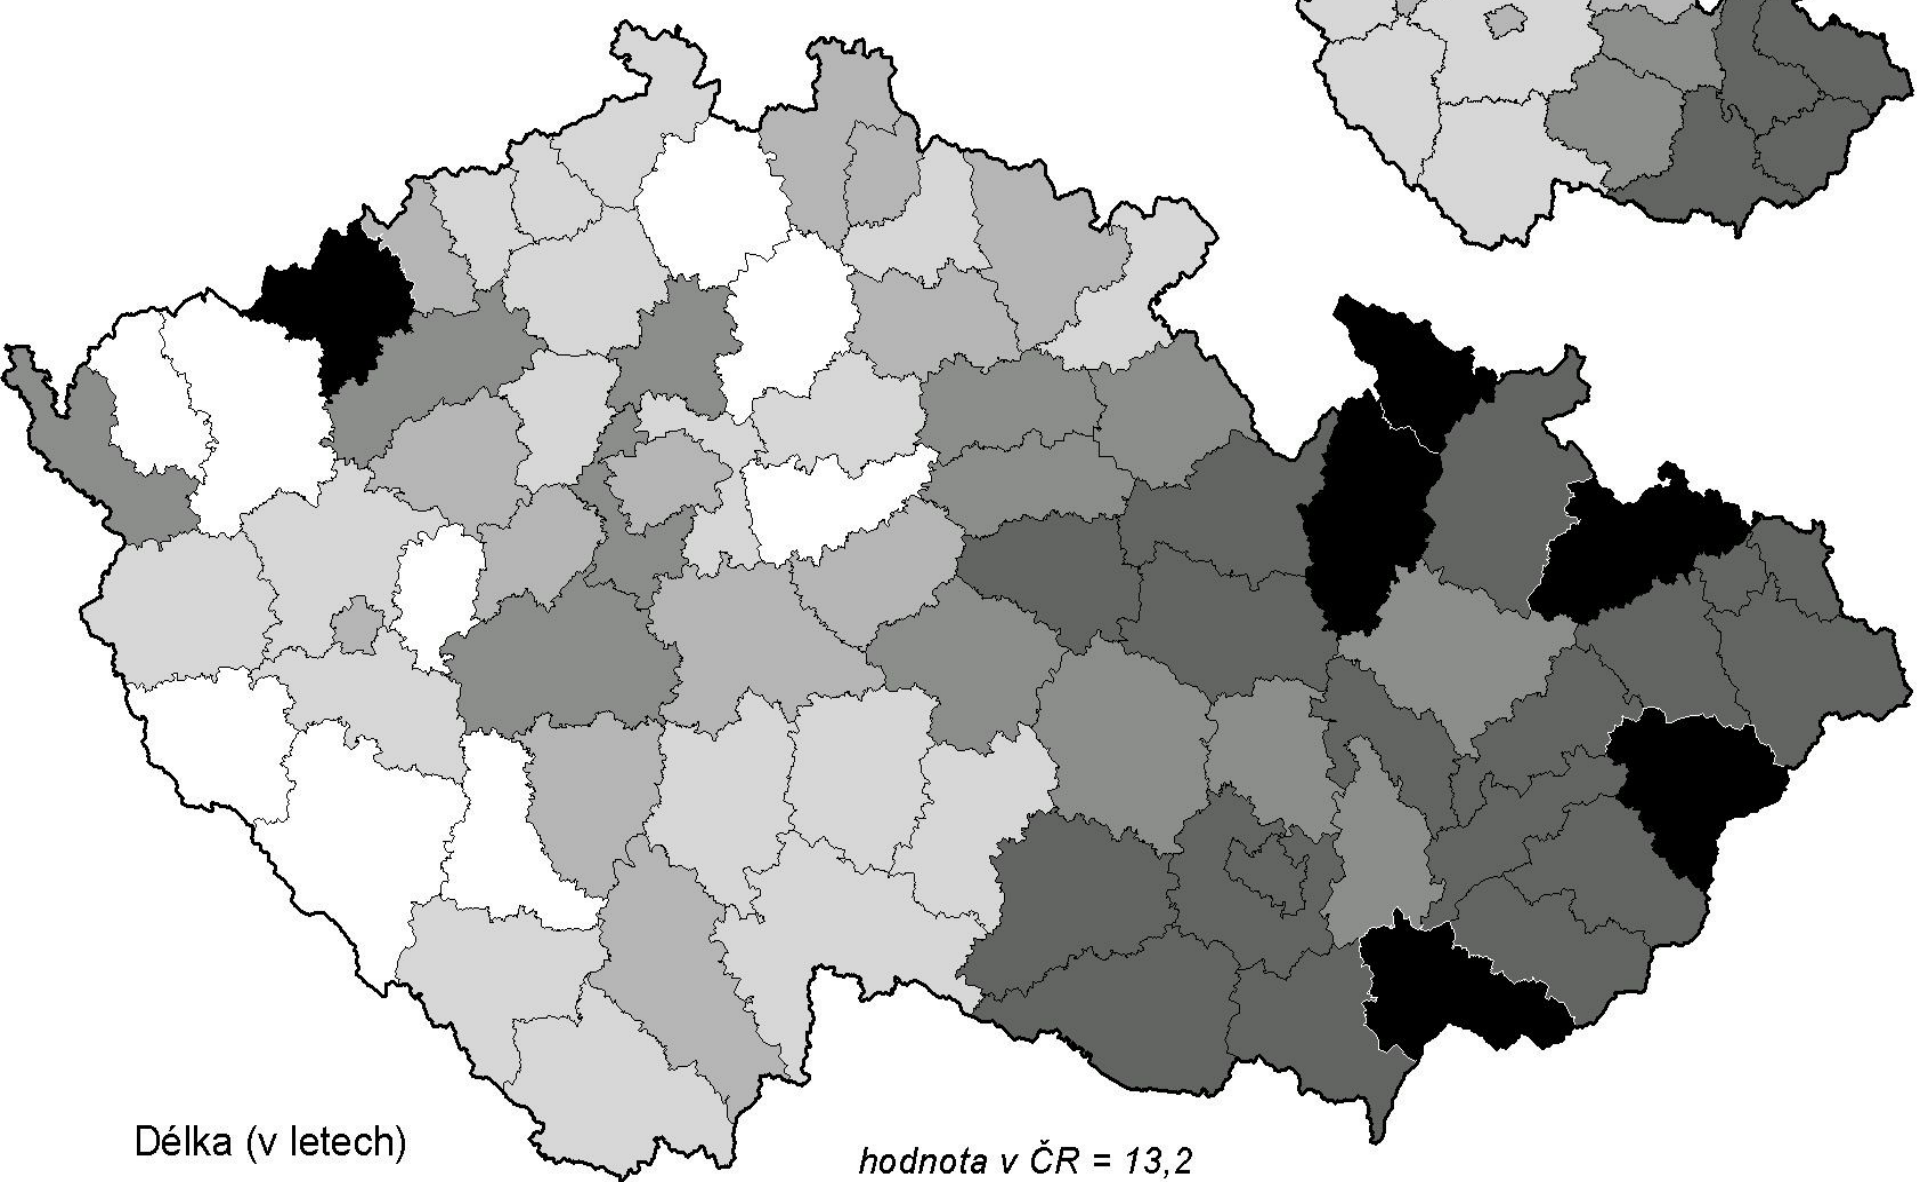 Délka (v letech)
hodnota v ČR = 13,2